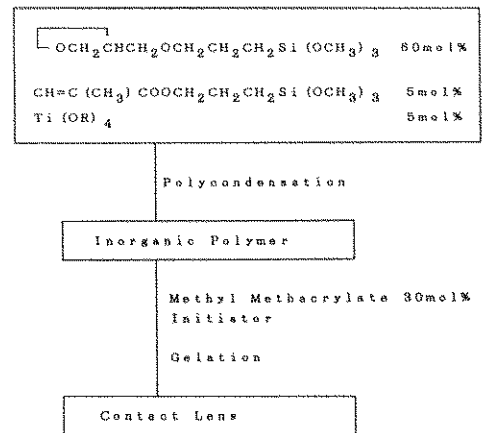 OCH2CHCH2OCH2CH2CH2Si(OCH3)3 60mol%
CH=C(CH3)COOCH2CH2CH2Si(OCH3)3 5mol%
Ti(OR)4 5mol%
Polycondensation
Inorganic Polymer
Methyl Methacrylate 30mol%
Initiator
Gelation
Contact Lens